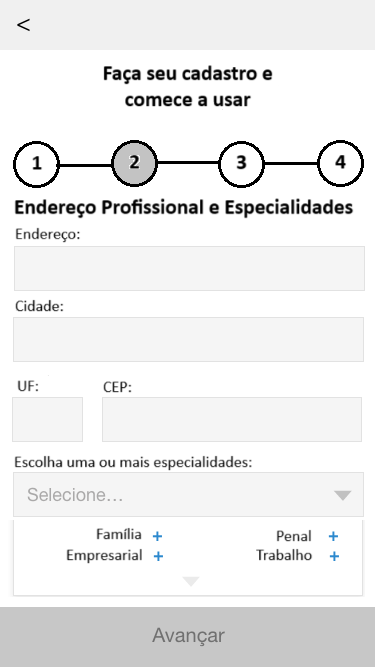 <
Faça seu cadastro e
comece a usar
1 2 3 4
Endereço Profissional e Especialidades
Endereço:
Cidade:
UF: CEP:
Escolha uma ou mais especialidades:
Selecione...
Família + Penal +
Empresarial + Trabalho +
Avançar